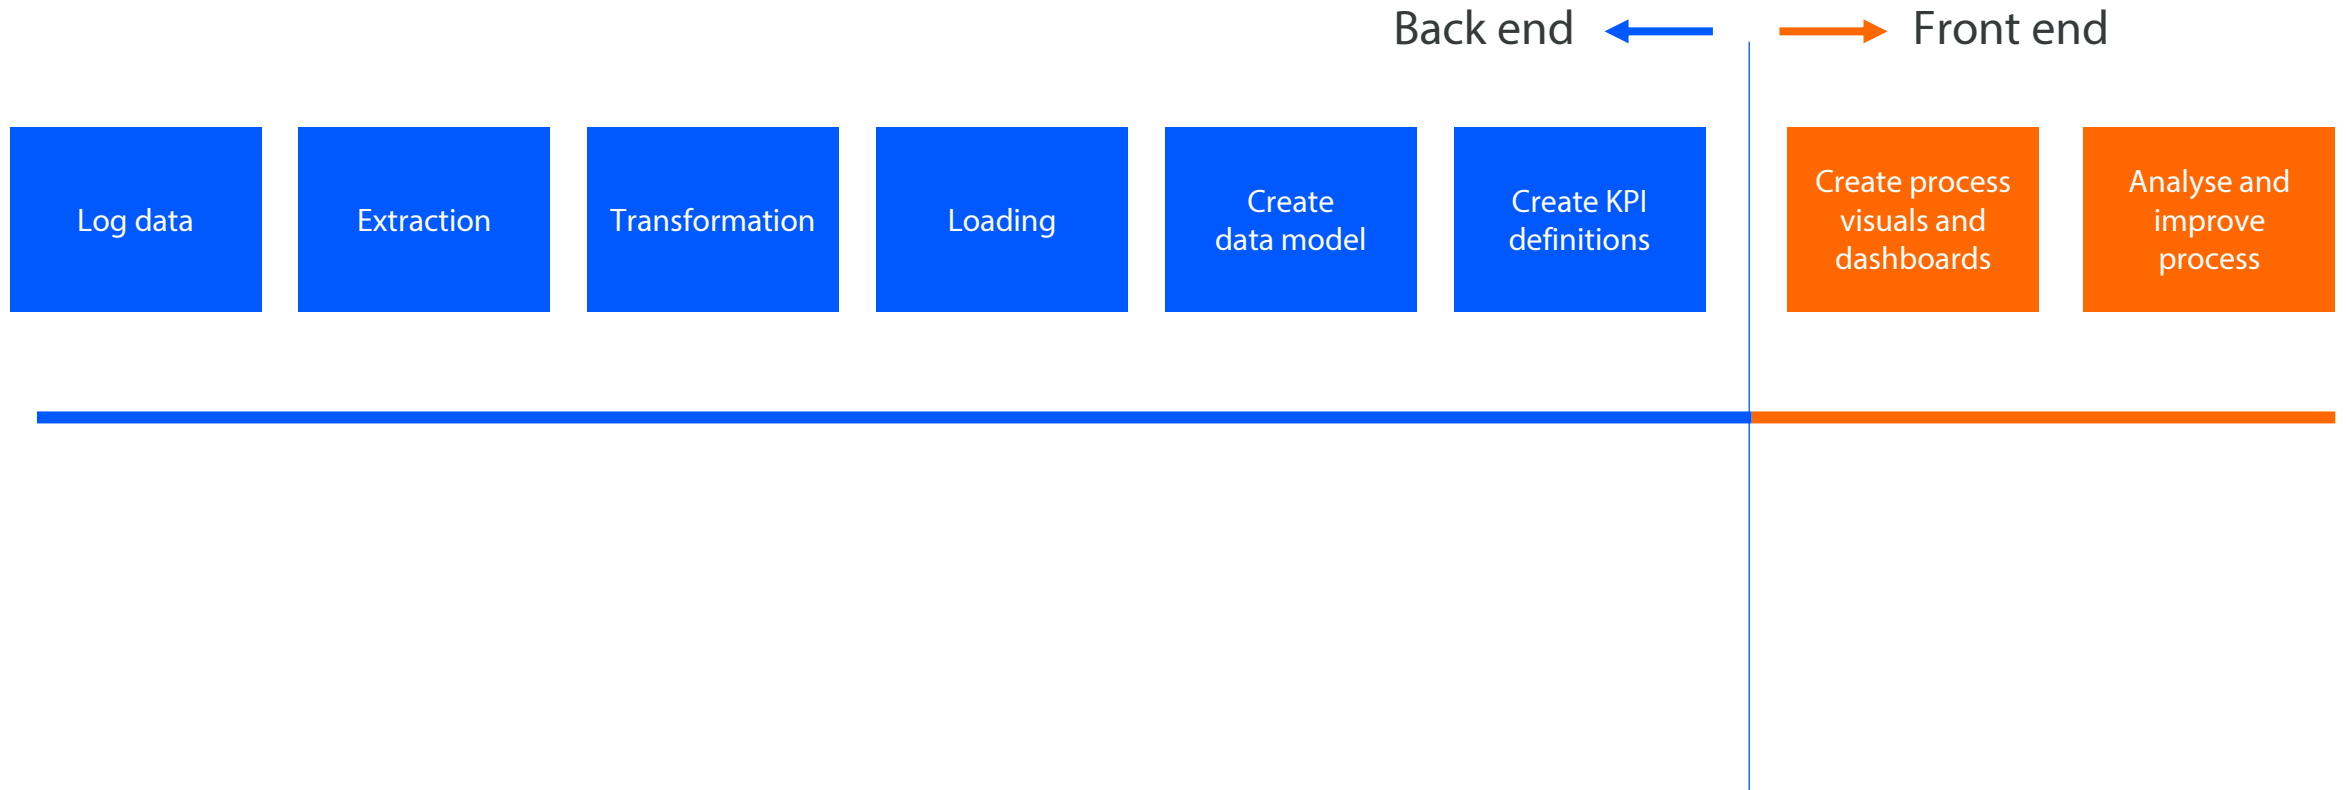 Back end
Front end
Log data
Extraction
Transformation
Loading
Create
data model
Create KPI
definitions
Create process
visuals and
dashboards
Analyse and
improve
process